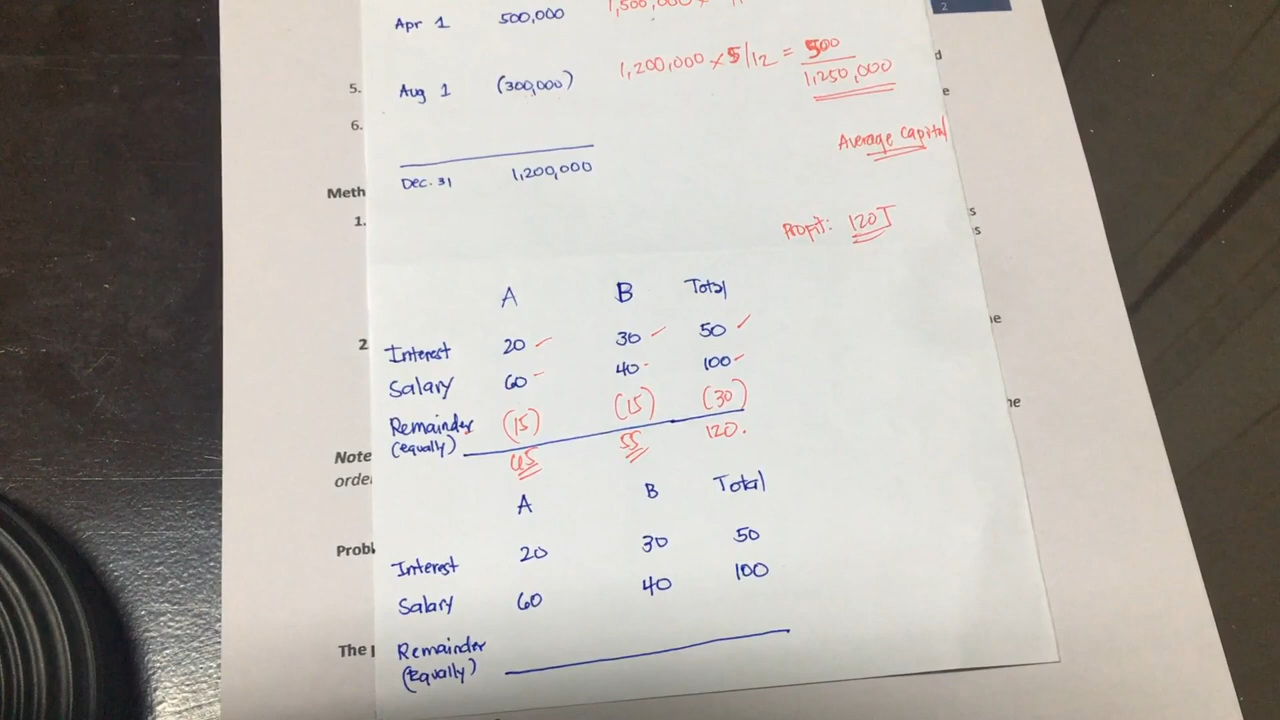 2
Apr 1 500,000 1,500,000 ×
1,200,000 × 5/12 = 500
5. Aug 1 (300,000) 1,250,000
d
e
6.
Average Capital
Dec. 31 1,200,000
Meth
1.
s
s
Profit: 120T
A B Total
2 Interest 20 30 50
Salary 60 40 100
Remainder (15) (15) (30)
(equally) 65 55 120.
he
Note
orde
A B Total
Probl
Interest 20 30 50
Salary 60 40 100
The p
Remainder
(Equally)